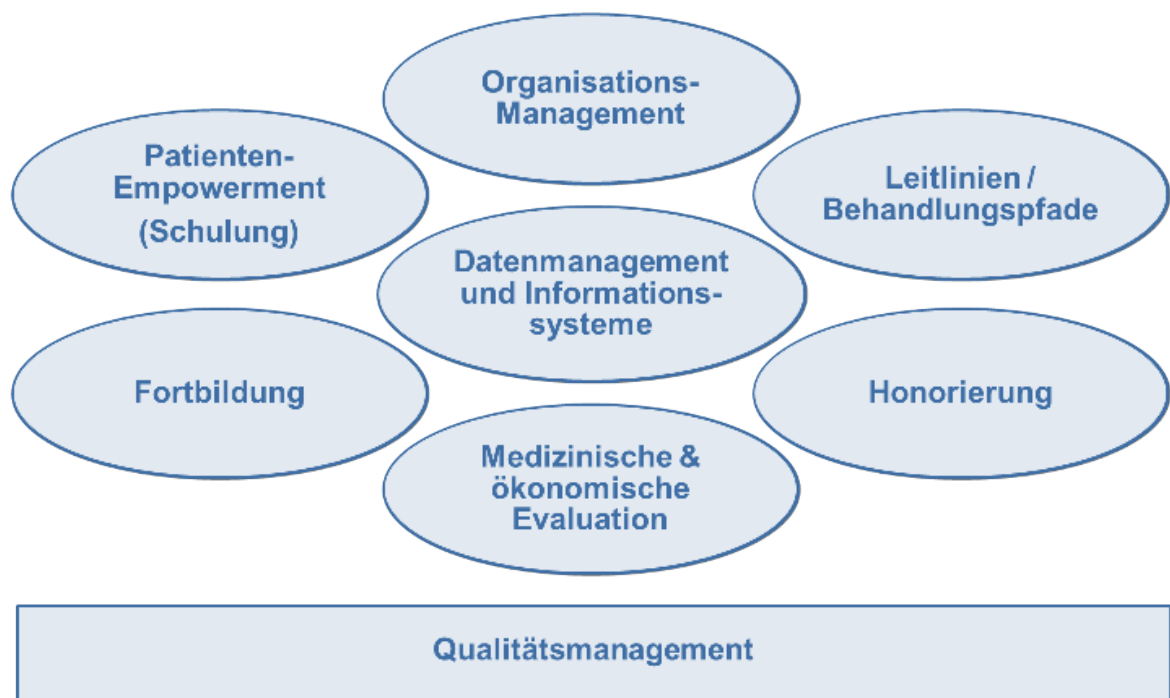 Organisations-
Management
Patienten-
Empowerment
(Schulung)
Leitlinien /
Behandlungspfade
Datenmanagement
und Informations-
systeme
Fortbildung
Honorierung
Medizinische &
ökonomische
Evaluation
Qualitätsmanagement